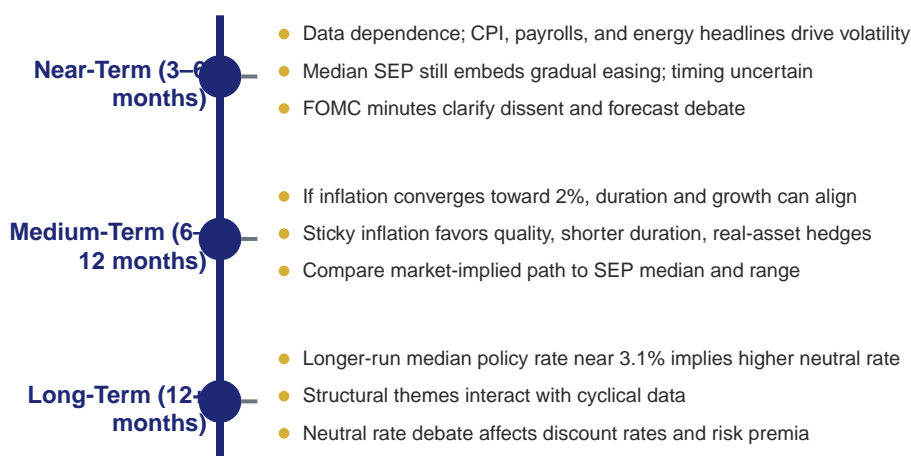 Data dependence; CPI, payrolls, and energy headlines drive volatility
Near-Term (3–6
months)
Median SEP still embeds gradual easing; timing uncertain
FOMC minutes clarify dissent and forecast debate
If inflation converges toward 2%, duration and growth can align
Medium-Term (6–
12 months)
Sticky inflation favors quality, shorter duration, real-asset hedges
Compare market-implied path to SEP median and range
Longer-run median policy rate near 3.1% implies higher neutral rate
Long-Term (12-
months)
Structural themes interact with cyclical data
Neutral rate debate affects discount rates and risk premia